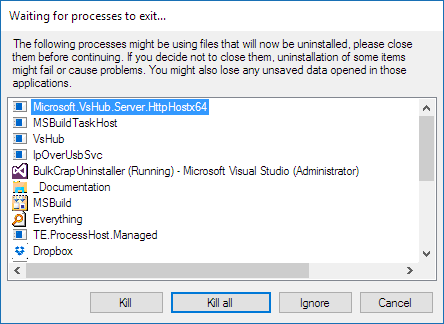 Waiting for processes to exit...
The following processes might be using files that will now be uninstalled, please close
them before continuing. If you decide not to close them, uninstallation of some items
might fail or cause problems. You might also lose any unsaved data opened in those
applications.
Microsoft.VsHub.Server.HttpHostx64
MSBuildTaskHost
VsHub
IpOverUsbSvc
BulkCrapUninstaller (Running) - Microsoft Visual Studio (Administrator)
_Documentation
MSBuild
Everything
TE.ProcessHost.Managed
Dropbox
Kill
Kill all
Ignore
Cancel